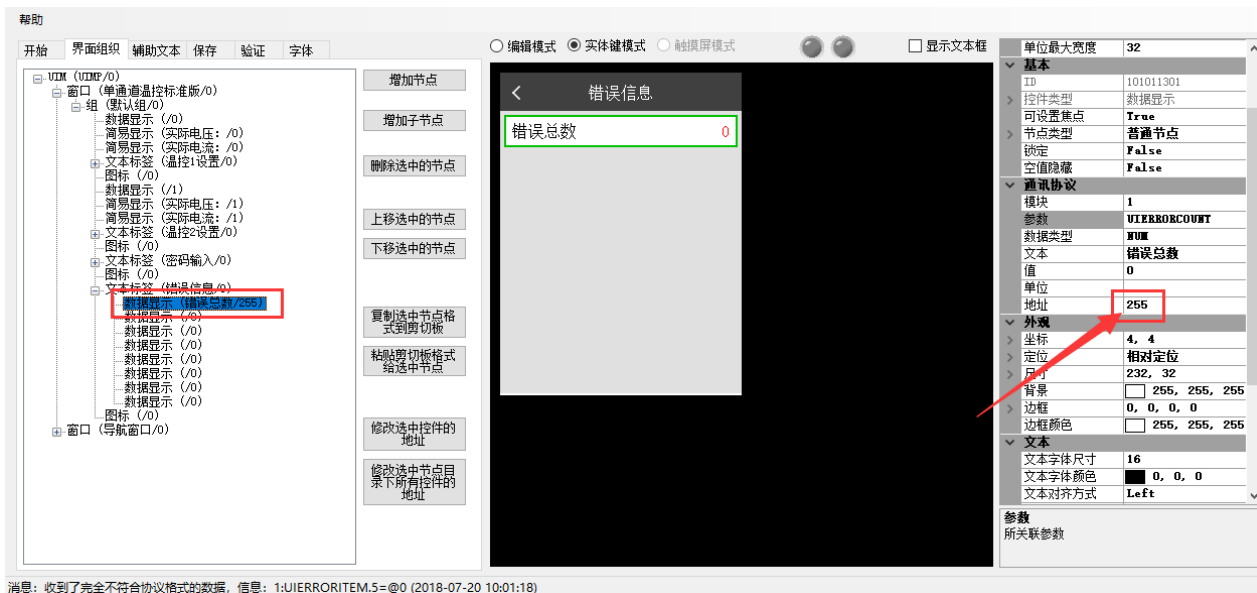 帮助
开始 界面组织 辅助文本 保存 验证 字体
编辑模式 实体键模式 触摸屏模式 显示文本框
UIM (UIMP/0)
窗口 (单通道温控标准版/0)
组 (默认组/0)
数据显示 (/0)
简易显示 (实际电压: /0)
简易显示 (实际电流: /0)
文本标签 (温控1设置/0)
图标 (/0)
数据显示 (/1)
简易显示 (实际电压: /1)
简易显示 (实际电流: /1)
文本标签 (温控2设置/0)
图标 (/0)
文本标签 (密码输入/0)
图标 (/0)
文本标签 (错误信息/0)
数据显示 (错误总数/255)
数据显示 (/0)
数据显示 (/0)
数据显示 (/0)
数据显示 (/0)
数据显示 (/0)
数据显示 (/0)
数据显示 (/0)
图标 (/0)
窗口 (导航窗口/0)
增加节点
增加子节点
删除选中的节点
上移选中的节点
下移选中的节点
复制选中节点格
式到剪切板
粘贴剪切板格式
给选中节点
修改选中控件的
地址
修改选中节点目
录下所有控件的
地址
错误信息
错误总数 0
单位最大宽度 32
基本
ID 101011301
控件类型 数据显示
可设置焦点 True
节点类型 普通节点
锁定 False
空值隐藏 False
通讯协议
模块 1
参数 UIERRORCOUNT
数据类型 NUM
文本 错误总数
值 0
单位
地址 255
外观
坐标 4, 4
定位 相对定位
尺寸 232, 32
背景 255, 255, 255
边框 0, 0, 0, 0
边框颜色 255, 255, 255
文本
文本字体尺寸 16
文本字体颜色 0, 0, 0
文本对齐方式 Left
参数
所关联参数
消息: 收到了完全不符合协议格式的数据, 信息: 1:UIERRORITEM.5=@0 (2018-07-20 10:01:18)